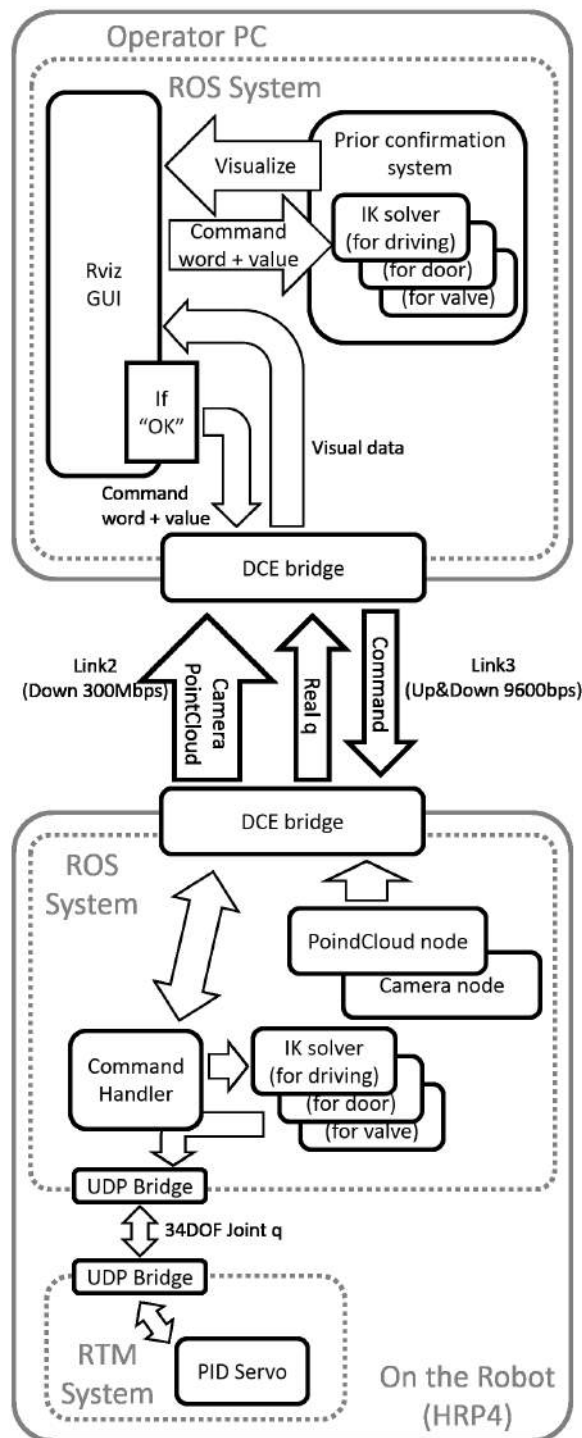 Operator PC
ROS System
Visualize
Prior confirmation
system
Command
word + value
IK solver
(for driving)
(for door)
(for valve)
Rviz
GUI
If
“OK”
Visual data
Command
word + value
DCE bridge
Link2
(Down 300Mbps)
Camera
PointCloud
Real q
Command
Link3
(Up&Down 9600bps)
DCE bridge
ROS
System
PoindCloud node
Camera node
Command
Handler
IK solver
(for driving)
(for door)
(for valve)
UDP Bridge
34DOF Joint q
UDP Bridge
RTM
System
PID Servo
On the Robot
(HRP4)